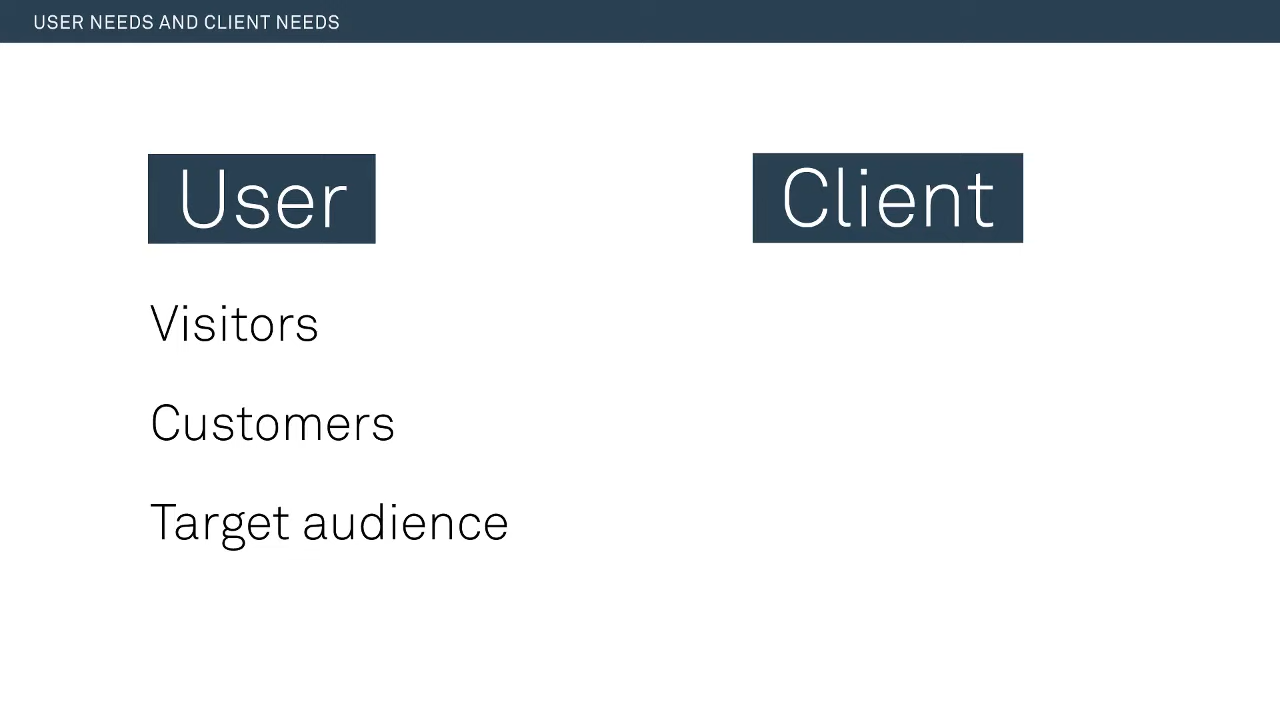 USER NEEDS AND CLIENT NEEDS
User
Client
Visitors
Customers
Target audience